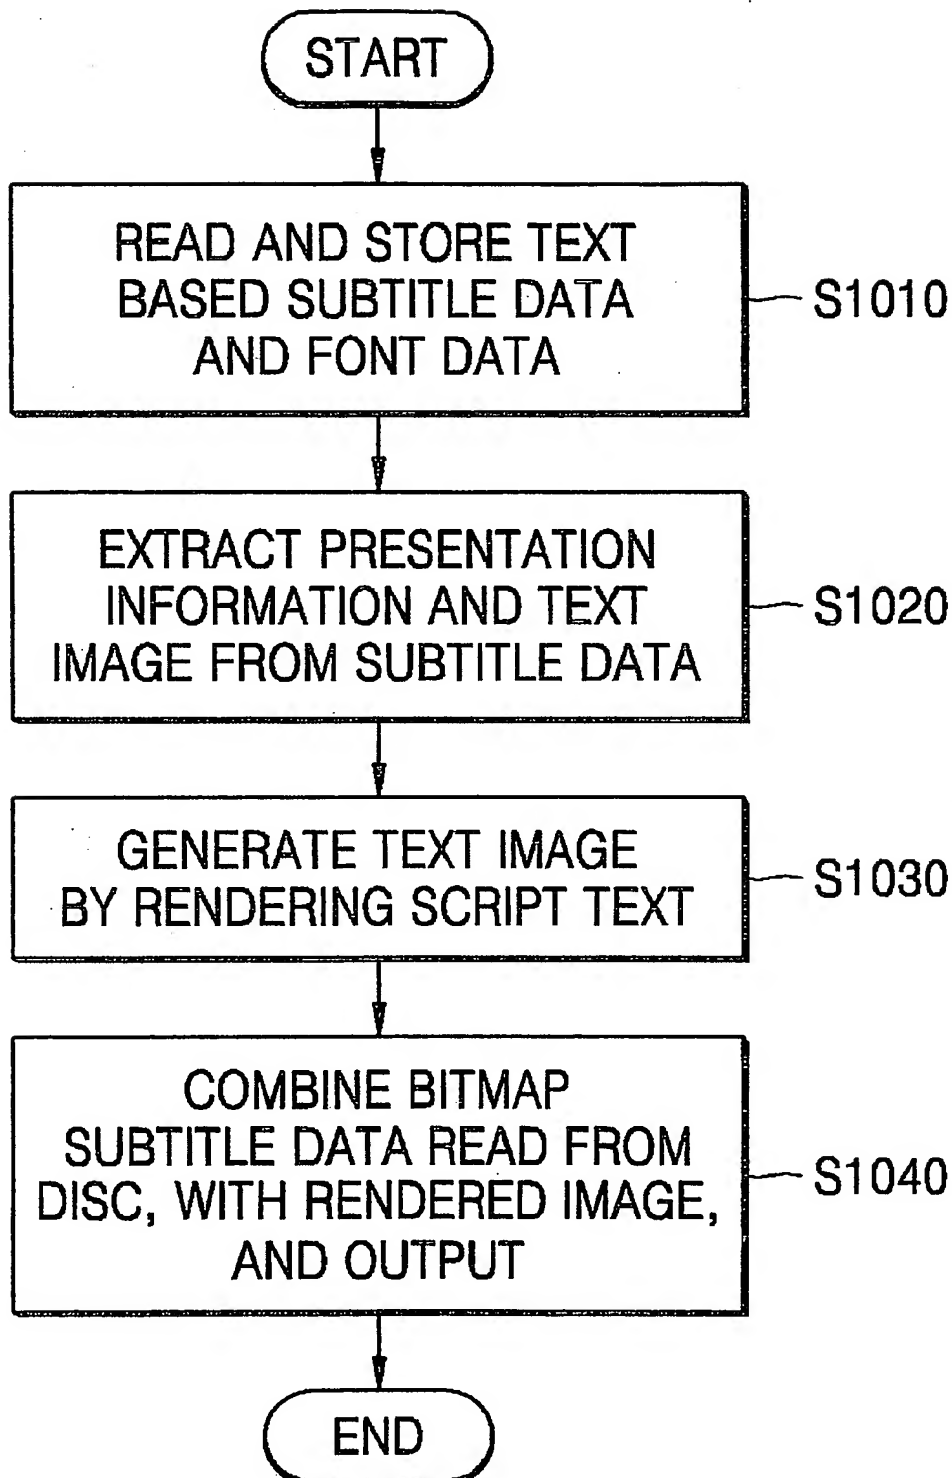 START
READ AND STORE TEXT
BASED SUBTITLE DATA
AND FONT DATA
S1010
EXTRACT PRESENTATION
INFORMATION AND TEXT
IMAGE FROM SUBTITLE DATA
S1020
GENERATE TEXT IMAGE
BY RENDERING SCRIPT TEXT
S1030
COMBINE BITMAP
SUBTITLE DATA READ FROM
DISC, WITH RENDERED IMAGE,
AND OUTPUT
S1040
END